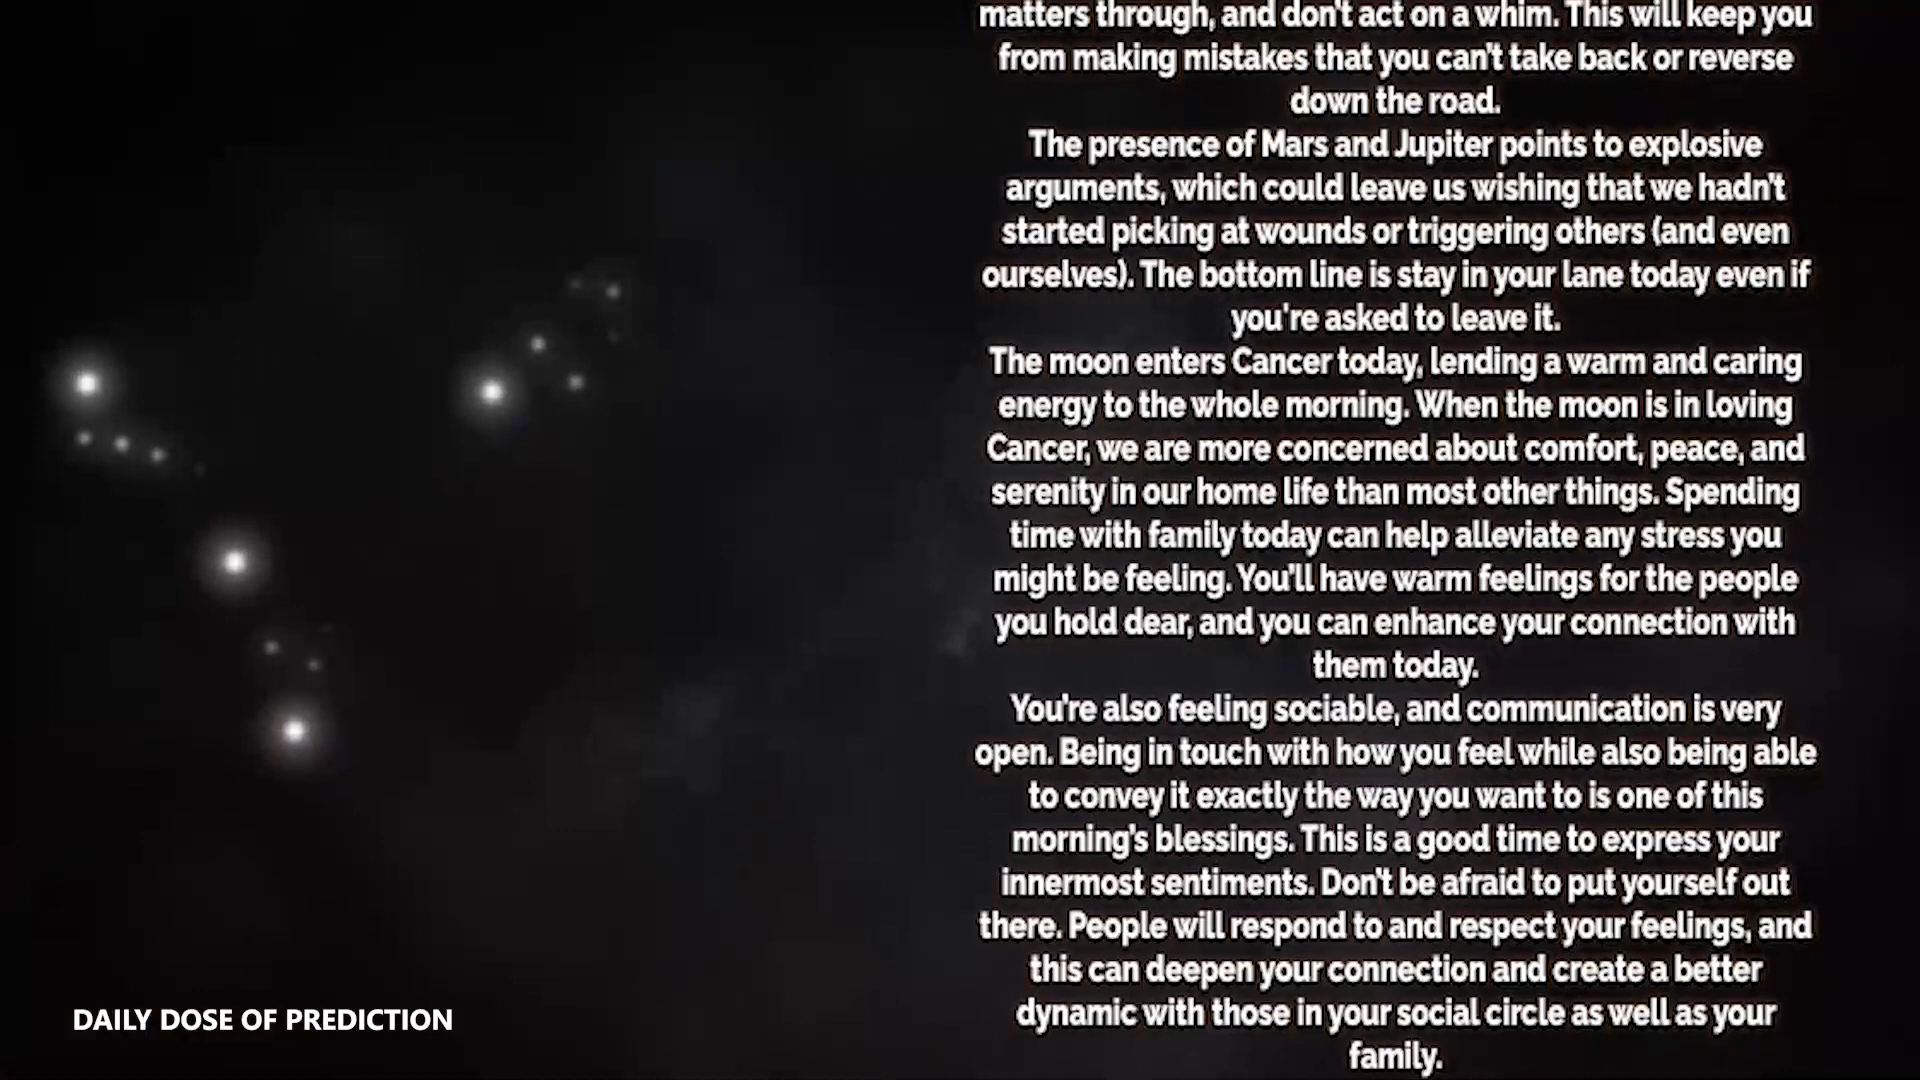 matters through, and don't act on a whim. This will keep you
from making mistakes that you can't take back or reverse
down the road.
The presence of Mars and Jupiter points to explosive
arguments, which could leave us wishing that we hadn't
started picking at wounds or triggering others (and even
ourselves). The bottom line is stay in your lane today even if
you're asked to leave it.
The moon enters Cancer today, lending a warm and caring
energy to the whole morning. When the moon is in loving
Cancer, we are more concerned about comfort, peace, and
serenity in our home life than most other things. Spending
time with family today can help alleviate any stress you
might be feeling. You'll have warm feelings for the people
you hold dear, and you can enhance your connection with
them today.
You're also feeling sociable, and communication is very
open. Being in touch with how you feel while also being able
to convey it exactly the way you want to is one of this
morning's blessings. This is a good time to express your
innermost sentiments. Don't be afraid to put yourself out
there. People will respond to and respect your feelings, and
this can deepen your connection and create a better
dynamic with those in your social circle as well as your
family.
DAILY DOSE OF PREDICTION